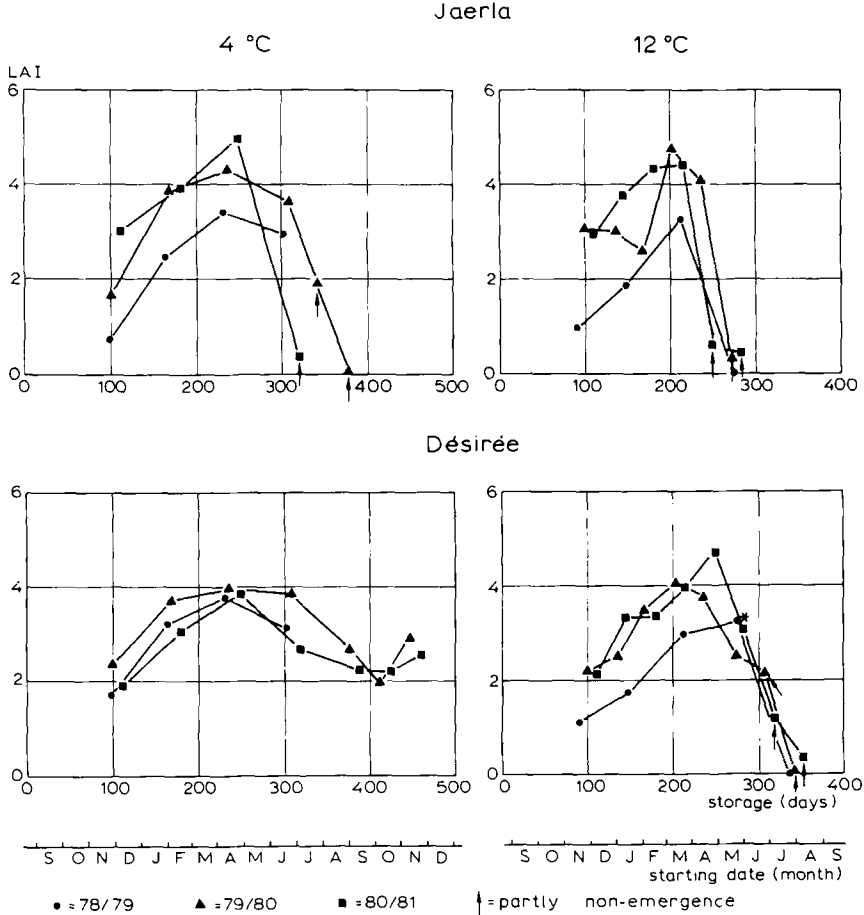 Jaerla
4 °C 12 °C
LAI
6 6
4 4
2 2
0 0
0 100 200 300 400 500 0 100 200 300 400
Désirée
6 6
4 4
2 2
0 0
0 100 200 300 400 500 0 100 200 300 400
storage (days)
S O N D J F M A M J J A S O N D S O N D J F M A M J J A S
starting date (month)
● = 78/79 ▲ = 79/80 ■ = 80/81 ↑ = partly non-emergence